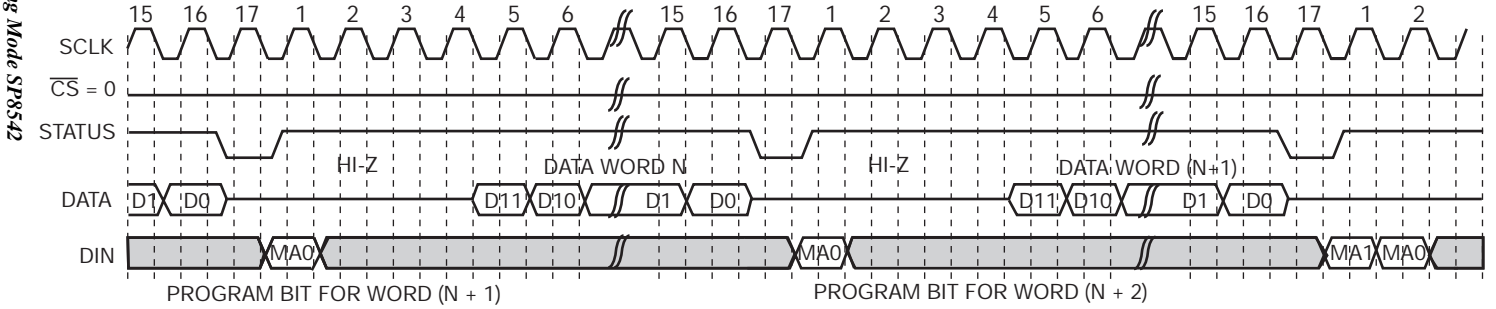 g Mode SP8542
15 16 17 1 2 3 4 5 6 15 16 17 1 2 3 4 5 6 15 16 17 1 2
SCLK
CS = 0
STATUS
HI-Z DATA WORD N HI-Z DATA WORD (N+1)
DATA D1 D0 D11 D10 D1 D0 D11 D10 D1 D0
DIN MA0 MA0 MA1 MA0
PROGRAM BIT FOR WORD (N + 1) PROGRAM BIT FOR WORD (N + 2)